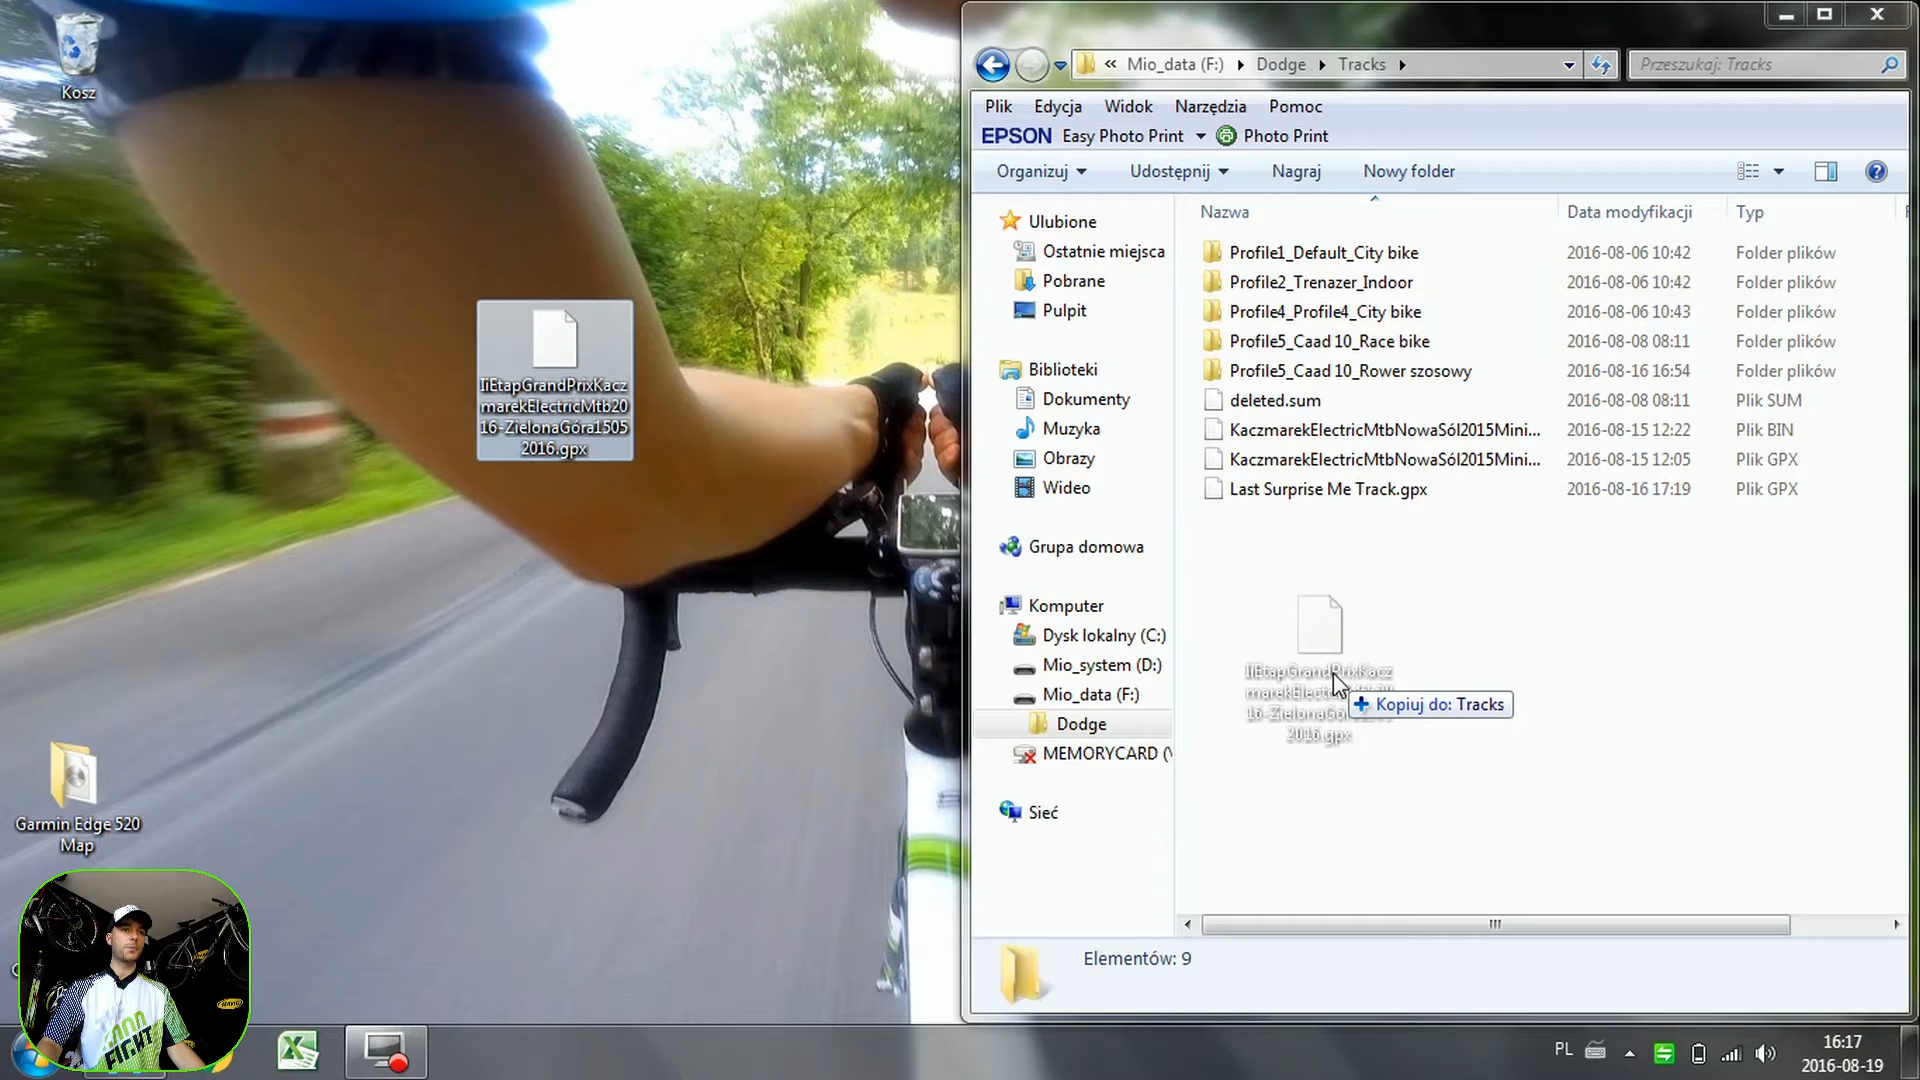 Kosz
IiEtapGrandPrixKacz
marekElectricMtb20
16-ZielonaGóra1505
2016.gpx
Garmin Edge 520
Map
FIGHT
« Mio_data (F:) Dodge Tracks
Przeszukaj: Tracks
Plik Edycja Widok Narzędzia Pomoc
EPSON Easy Photo Print Photo Print
Organizuj Udostępnij Nagraj Nowy folder
Ulubione
Ostatnie miejsca
Pobrane
Pulpit
Biblioteki
Dokumenty
Muzyka
Obrazy
Wideo
Grupa domowa
Komputer
Dysk lokalny (C:)
Mio_system (D:)
Mio_data (F:)
Dodge
MEMORYCARD (
Sieć
Nazwa Data modyfikacji Typ
Profile1_Default_City bike 2016-08-06 10:42 Folder plików
Profile2_Trenazer_Indoor 2016-08-06 10:42 Folder plików
Profile4_Profile4_City bike 2016-08-06 10:43 Folder plików
Profile5_Caad 10_Race bike 2016-08-08 08:11 Folder plików
Profile5_Caad 10_Rower szosowy 2016-08-16 16:54 Folder plików
deleted.sum 2016-08-08 08:11 Plik SUM
KaczmarekElectricMtbNowaSól2015Mini... 2016-08-15 12:22 Plik BIN
KaczmarekElectricMtbNowaSól2015Mini... 2016-08-15 12:05 Plik GPX
Last Surprise Me Track.gpx 2016-08-16 17:19 Plik GPX
IiEtapGrandPrixKacz
Kopiuj do: Tracks
2016.gpx
Elementów: 9
PL
16:17
2016-08-19